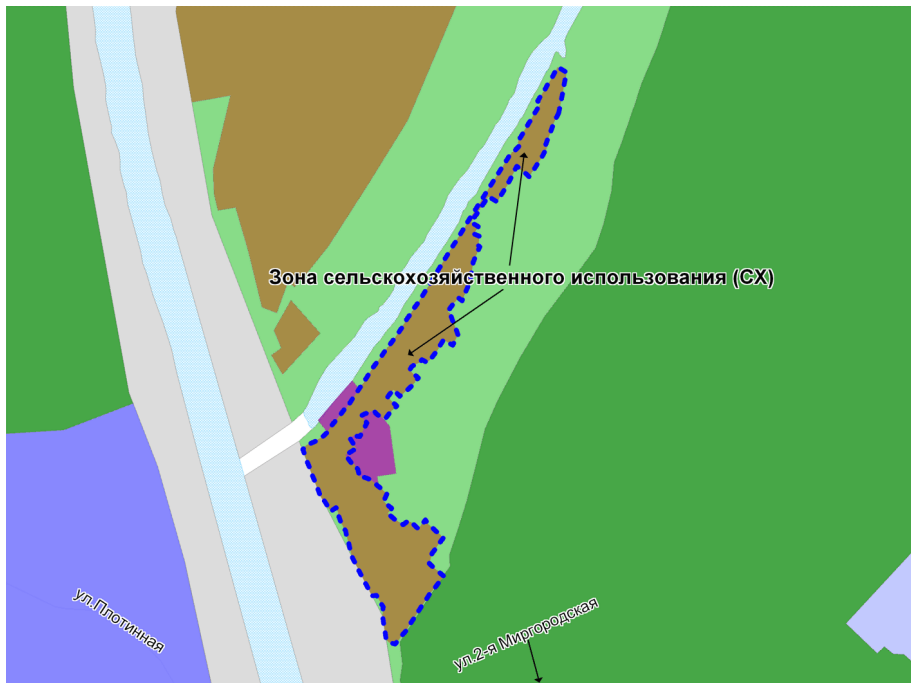 Зона сельскохозяйственного использования (СХ)
ул.Плотинная
ул.2-я Миргородская